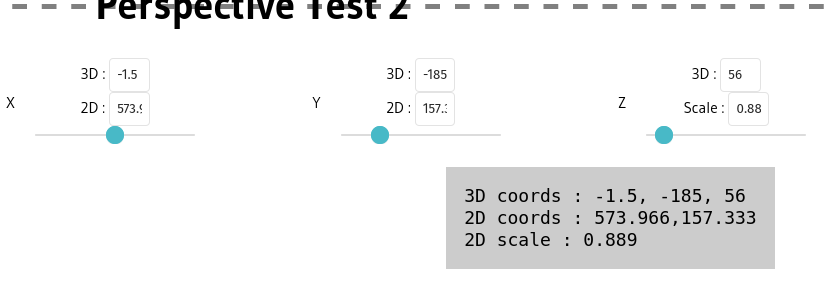 Perspective Test 2
3D : -1.5
X
2D : 573.9
3D : -185
Y
2D : 157.3
3D : 56
Z
Scale : 0.88
3D coords : -1.5, -185, 56
2D coords : 573.966,157.333
2D scale : 0.889